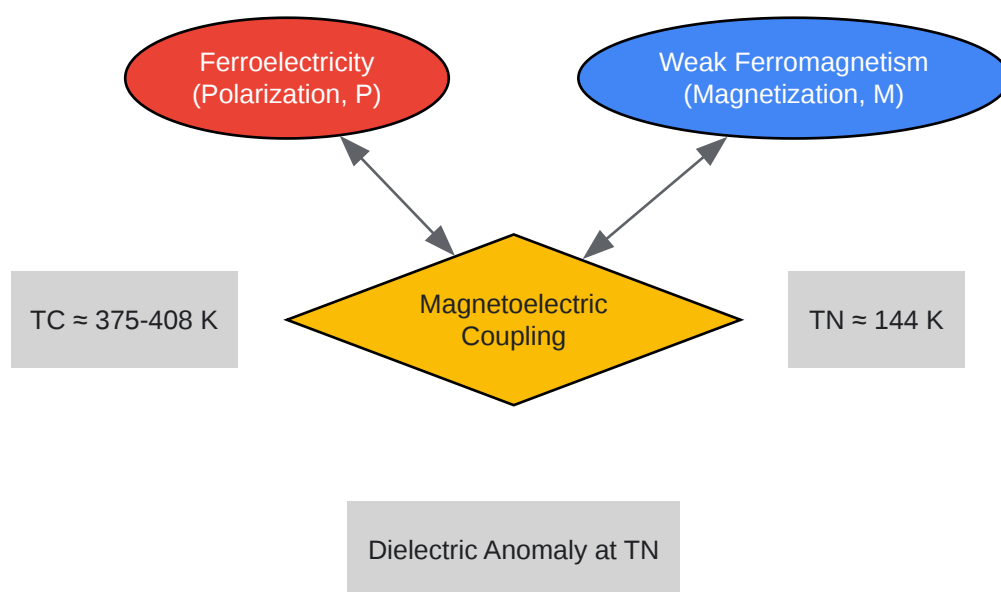 Ferroelectricity
(Polarization, P)
Weak Ferromagnetism
(Magnetization, M)
TC ≈ 375-408 K
Magnetoelectric
Coupling
TN ≈ 144 K
Dielectric Anomaly at TN